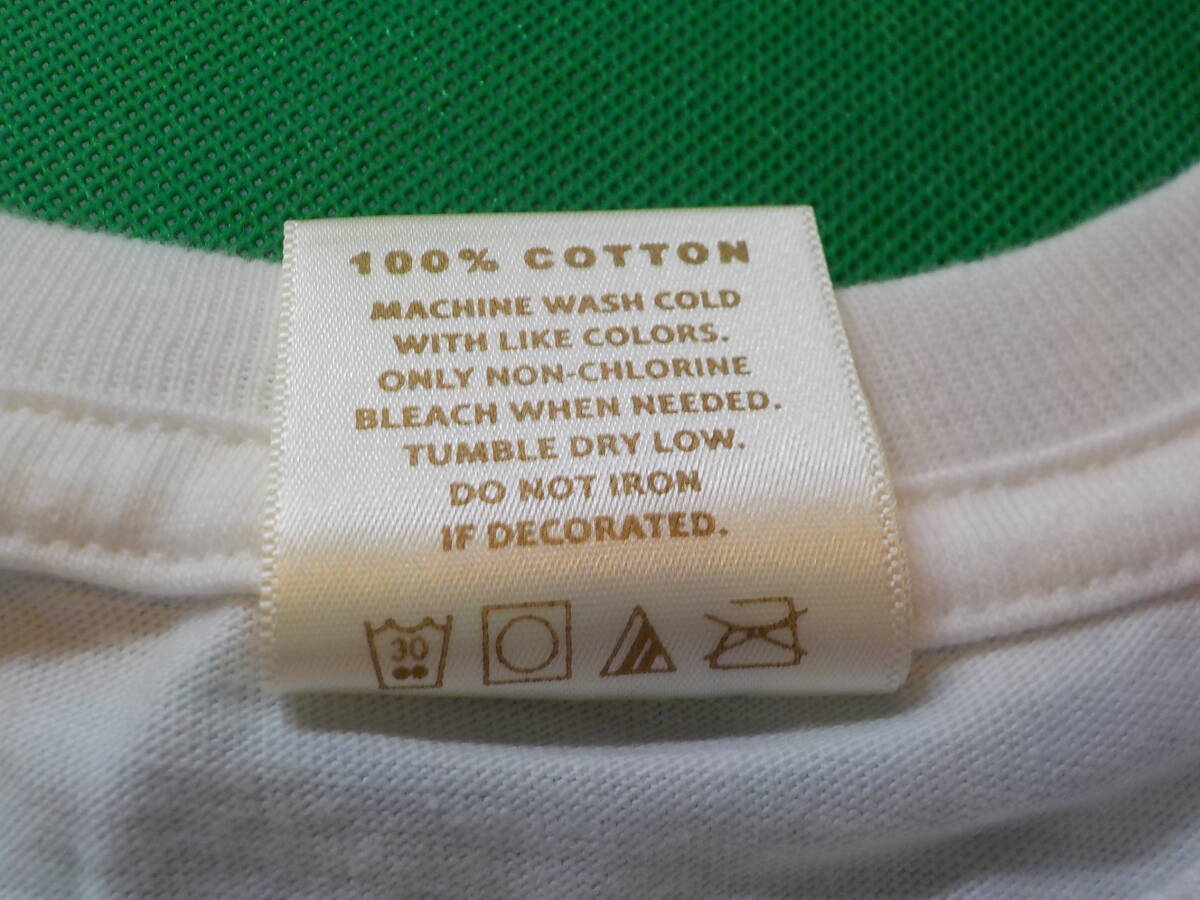 100% COTTON
MACHINE WASH COLD
WITH LIKE COLORS.
ONLY NON-CHLORINE
BLEACH WHEN NEEDED.
TUMBLE DRY LOW.
DO NOT IRON
IF DECORATED.
30